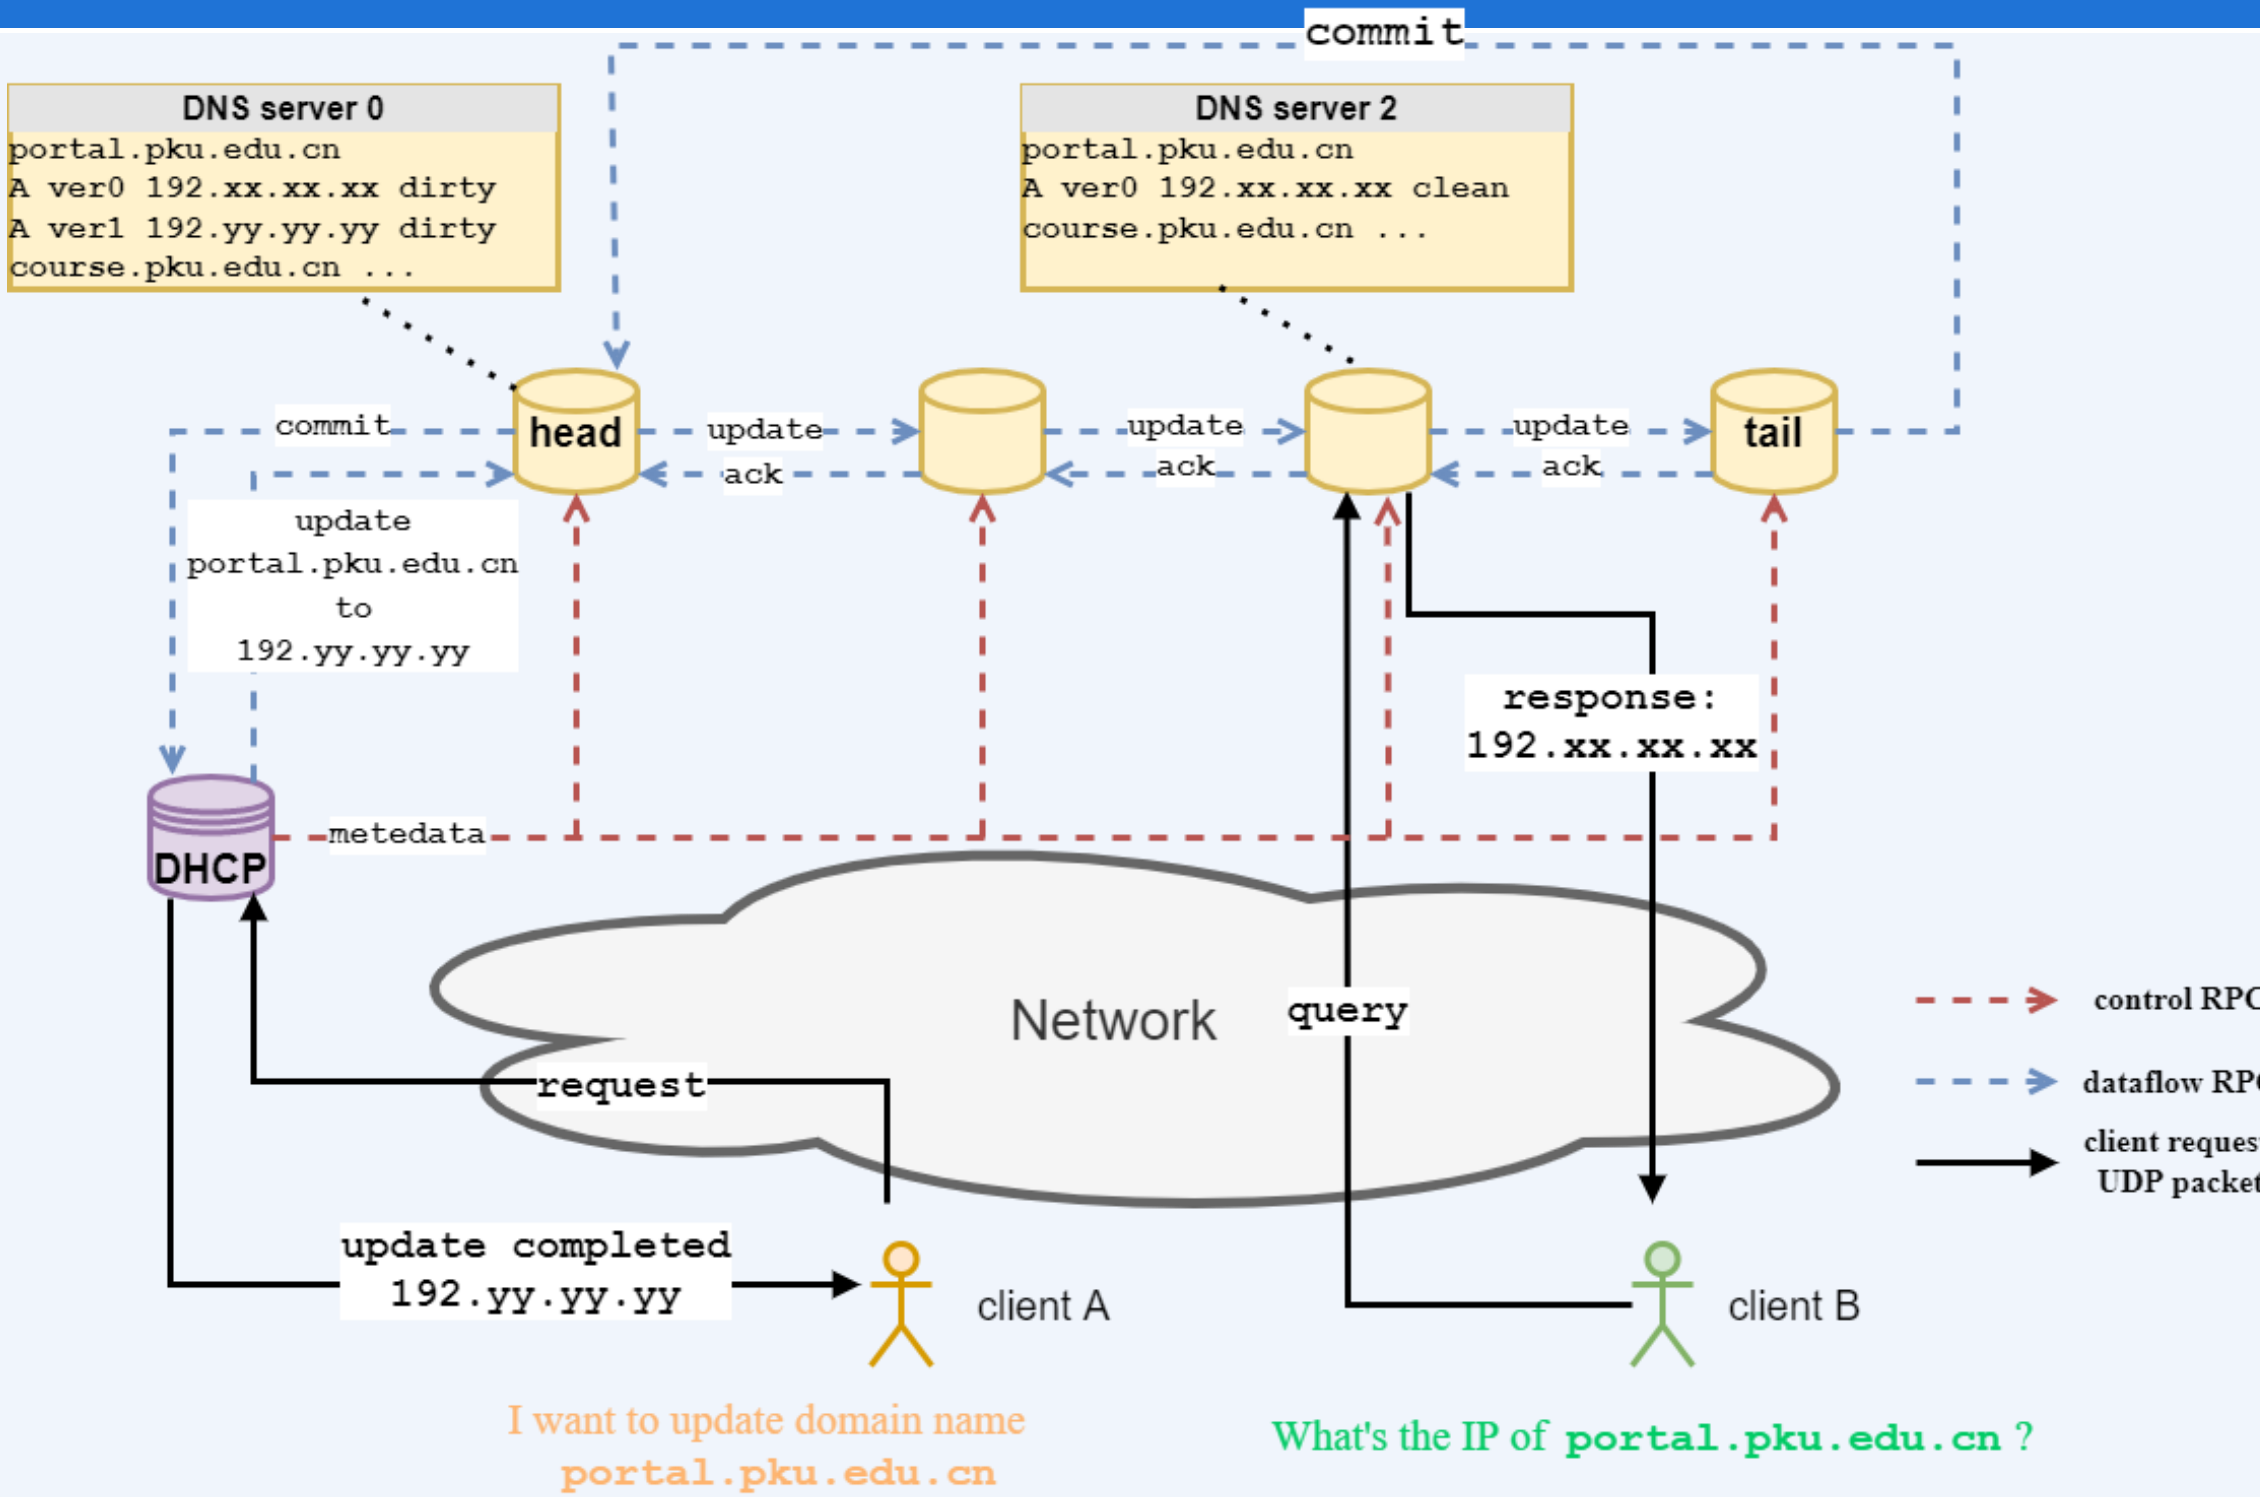 commit
DNS server 0
portal.pku.edu.cn
A ver0 192.xx.xx.xx dirty
A ver1 192.yy.yy.yy dirty
course.pku.edu.cn ...
DNS server 2
portal.pku.edu.cn
A ver0 192.xx.xx.xx clean
course.pku.edu.cn ...
commit
head
update
ack
update
ack
update
ack
tail
update
portal.pku.edu.cn
to
192.yy.yy.yy
response:
192.xx.xx.xx
DHCP
metedata
Network
query
request
control RPC
dataflow RPC
client request
UDP packet
update completed
192.yy.yy.yy
client A
client B
I want to update domain name
portal.pku.edu.cn
What's the IP of portal.pku.edu.cn ?